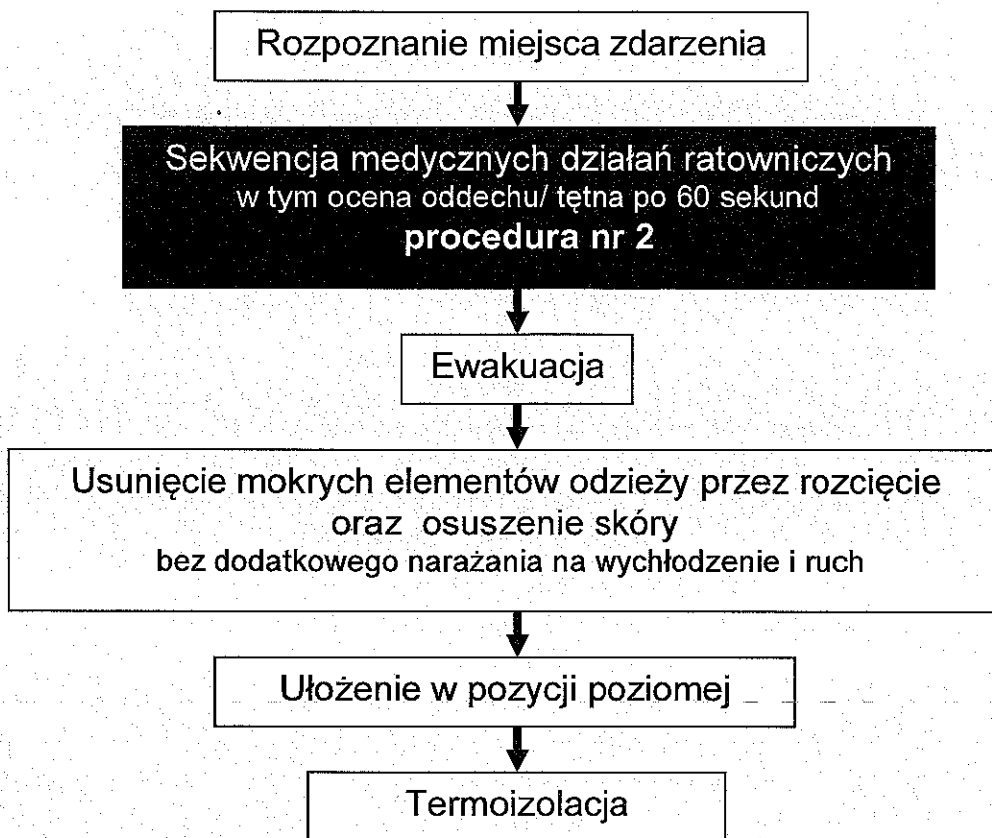 Rozpoznanie miejsca zdarzenia
Sekwencja medycznych działań ratowniczych
w tym ocena oddechu/ tętna po 60 sekund
procedura nr 2
Ewakuacja
Usunięcie mokrych elementów odzieży przez rozcięcie
oraz osuszenie skóry
bez dodatkowego narażania na wychłodzenie i ruch
Ułożenie w pozycji poziomej
Termoizolacja